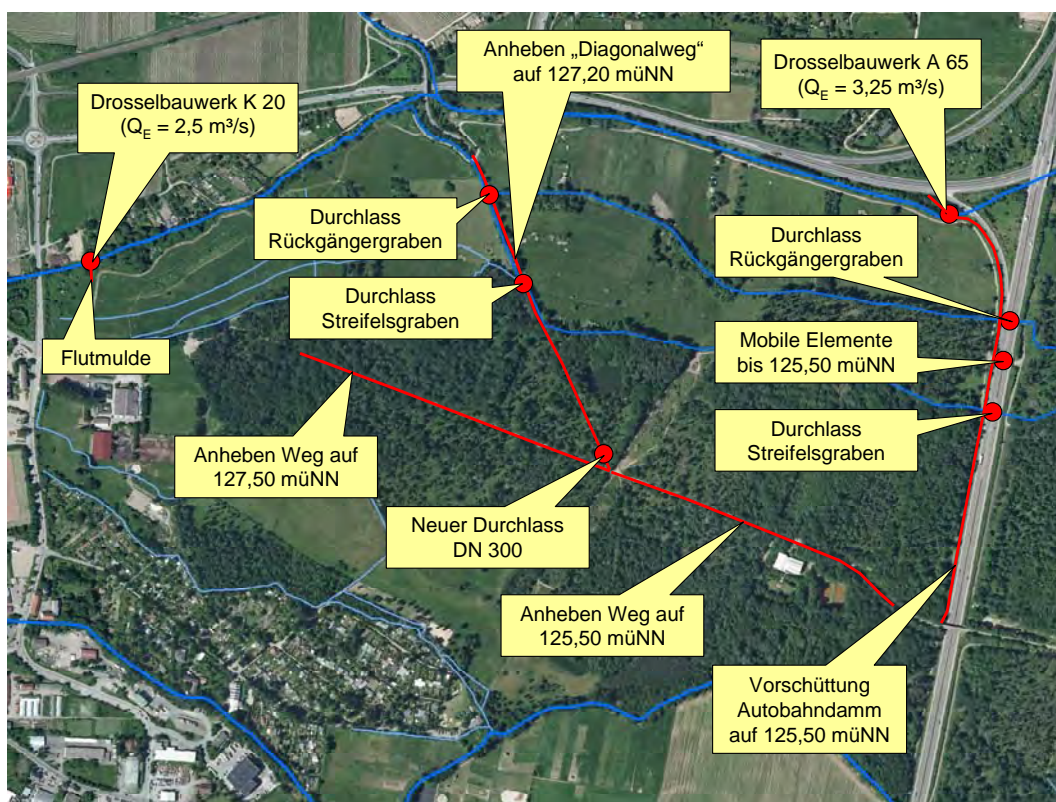 Anheben „Diagonalweg“
auf 127,20 müNN
Drosselbauwerk A 65
(QE = 3,25 m³/s)
Drosselbauwerk K 20
(QE = 2,5 m³/s)
Durchlass
Rückgängergraben
Durchlass
Rückgängergraben
Durchlass
Streifelsgraben
Flutmulde
Mobile Elemente
bis 125,50 müNN
Anheben Weg auf
127,50 müNN
Durchlass
Streifelsgraben
Neuer Durchlass
DN 300
Anheben Weg auf
125,50 müNN
Vorschüttung
Autobahndamm
auf 125,50 müNN